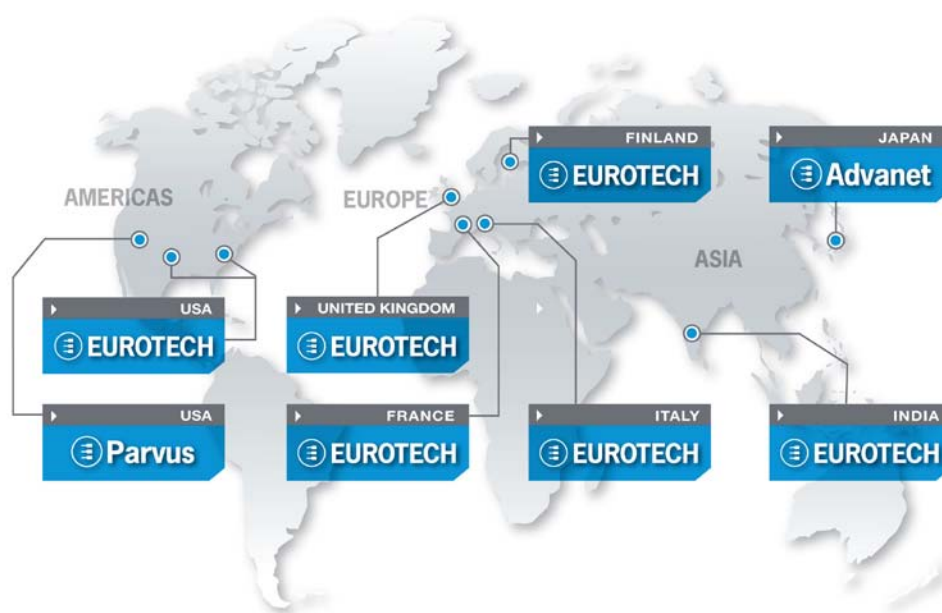 FINLAND
EUROTECH
JAPAN
Advanet
AMERICAS
EUROPE
ASIA
USA
EUROTECH
UNITED KINGDOM
EUROTECH
USA
Parvus
FRANCE
EUROTECH
ITALY
EUROTECH
INDIA
EUROTECH